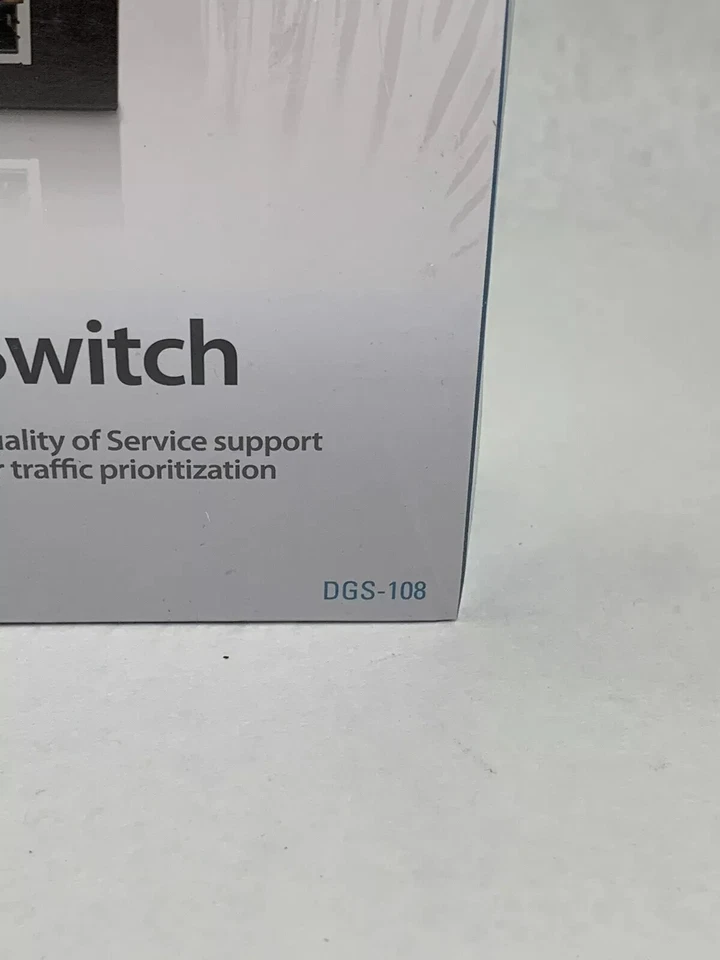 witch
uality of Service support
traffic prioritization
DGS-108